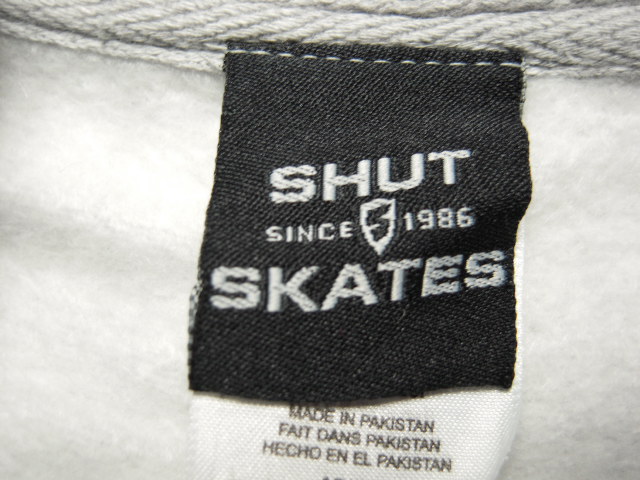 SHUT
SINCE 1986
SKATES
MADE IN PAKISTAN
FAIT DANS PAKISTAN
HECHO EN EL PAKISTAN